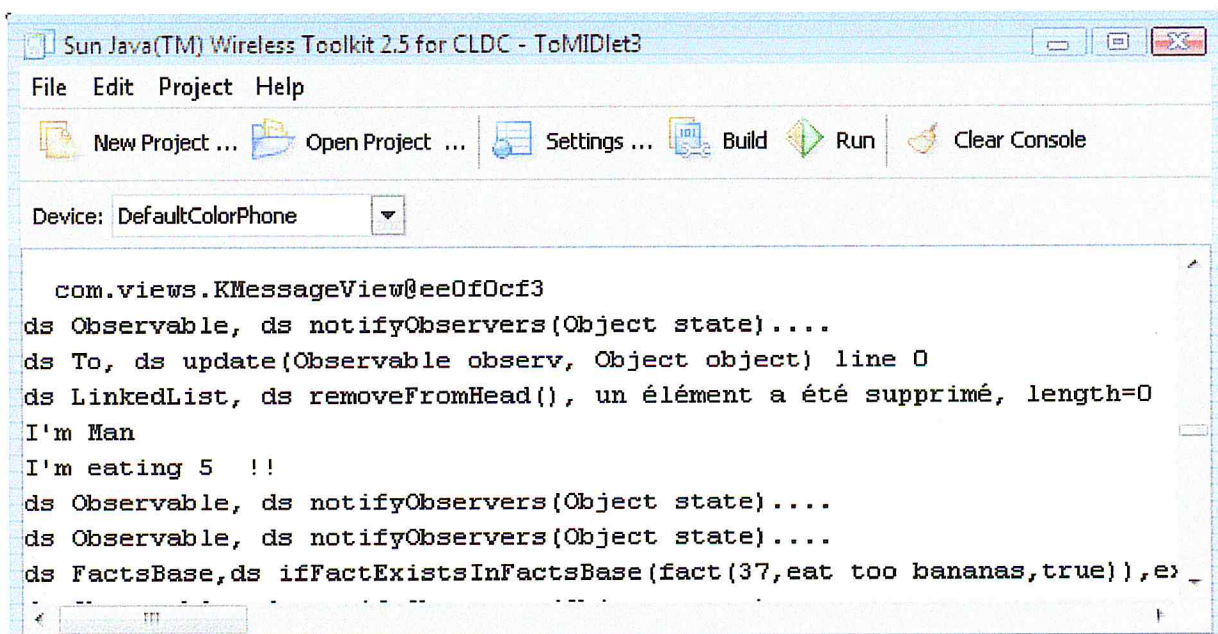 Sun Java(TM) Wireless Toolkit 2.5 for CLDC - ToMIDlet3
File Edit Project Help
New Project ... Open Project ... Settings ... Build Run Clear Console
Device: DefaultColorPhone
com.views.KMessageView@ee0f0cf3
ds Observable, ds notifyObservers(Object state)....
ds To, ds update(Observable observ, Object object) line 0
ds LinkedList, ds removeFromHead(), un élément a été supprimé, length=0
I'm Man
I'm eating 5 !!
ds Observable, ds notifyObservers(Object state)....
ds Observable, ds notifyObservers(Object state)....
ds FactsBase,ds ifFactExistsInFactsBase(fact(37,eat too bananas,true)),ex